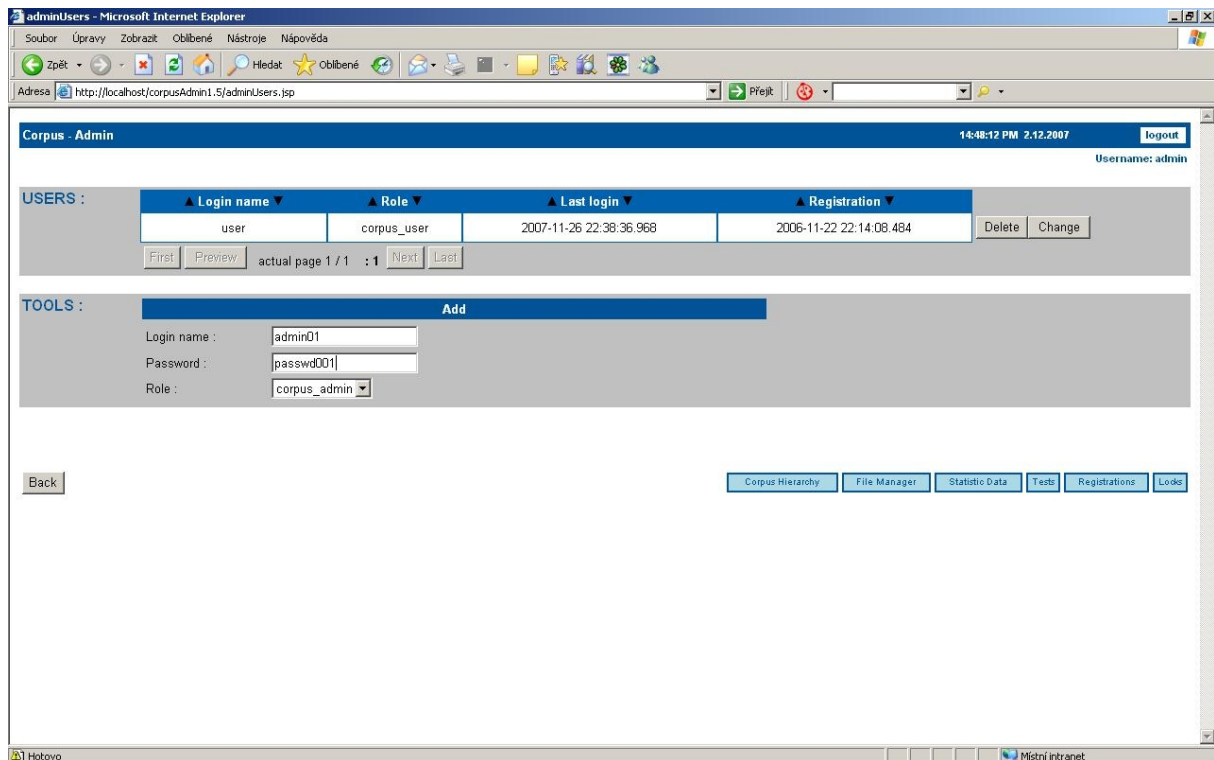 adminUsers - Microsoft Internet Explorer
Soubor Úpravy Zobrazit Oblíbené Nástroje Nápověda
Zpět Hledat Oblíbené
Adresa http://localhost/corpusAdmin1.5/adminUsers.jsp Přejít
Corpus - Admin 14:48:12 PM 2.12.2007 logout
Username: admin
USERS : ▲ Login name ▼ ▲ Role ▼ ▲ Last login ▼ ▲ Registration ▼
user corpus_user 2007-11-26 22:38:36.968 2006-11-22 22:14:08.484 Delete Change
First Preview actual page 1 / 1 : 1 Next Last
TOOLS : Add
Login name : admin01
Password : passwd001
Role : corpus_admin
Back Corpus Hierarchy File Manager Statistic Data Tests Registrations Locks
Hotovo Místní intranet